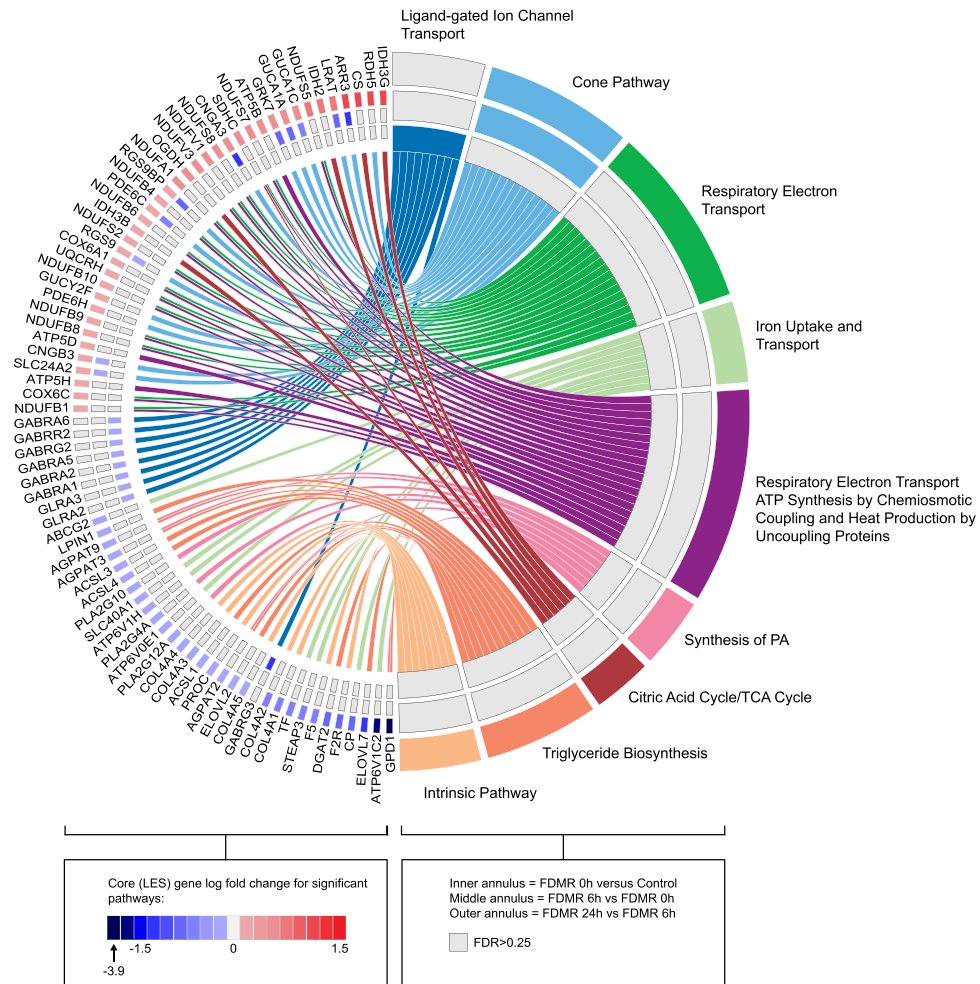 Ligand-gated Ion Channel
Transport
Cone Pathway
Respiratory Electron
Transport
Iron Uptake and
Transport
Respiratory Electron Transport
ATP Synthesis by Chemiosmotic
Coupling and Heat Production by
Uncoupling Proteins
Synthesis of PA
Citric Acid Cycle/TCA Cycle
Triglyceride Biosynthesis
Intrinsic Pathway
IDH3G
RDH5
CS
ARR3
LRAT
IDH2
NDUFS5
GUCA1C
GUCA1A
GRK7
ATP5B
NDUFS7
SDHC
CNGA3
NDUFS8
NDUFV1
NDUFV3
OGDH
NDUFA1
RGS9BP
NDUFB4
PDE6C
NDUFB6
IDH3B
NDUFS2
RGS9
COX6A1
UQCRH
NDUFB10
GUCY2F
PDE6H
NDUFB9
NDUFB8
ATP5D
CNGB3
SLC24A2
ATP5H
COX6C
NDUFB1
GABRA6
GABRR2
GABRG2
GABRA5
GABRA2
GABRA1
GLRA3
GLRA2
ABCG2
LPIN1
AGPAT9
AGPAT3
ACSL3
ACSL4
PLA2G10
SLC40A1
ATP6V1H
PLA2G4A
ATP6V0E1
PLA2G12A
COL4A4
COL4A3
ACSL1
PROC
AGPAT2
ELOVL2
COL4A5
GABRG3
COL4A2
COL4A1
TF
STEAP3
F5
DGAT2
F2R
CP
ELOVL7
ATP6V1C2
GPD1
Core (LES) gene log fold change for significant
pathways:
-1.5
0
1.5
-3.9
Inner annulus = FDMR 0h versus Control
Middle annulus = FDMR 6h vs FDMR 0h
Outer annulus = FDMR 24h vs FDMR 6h
FDR>0.25